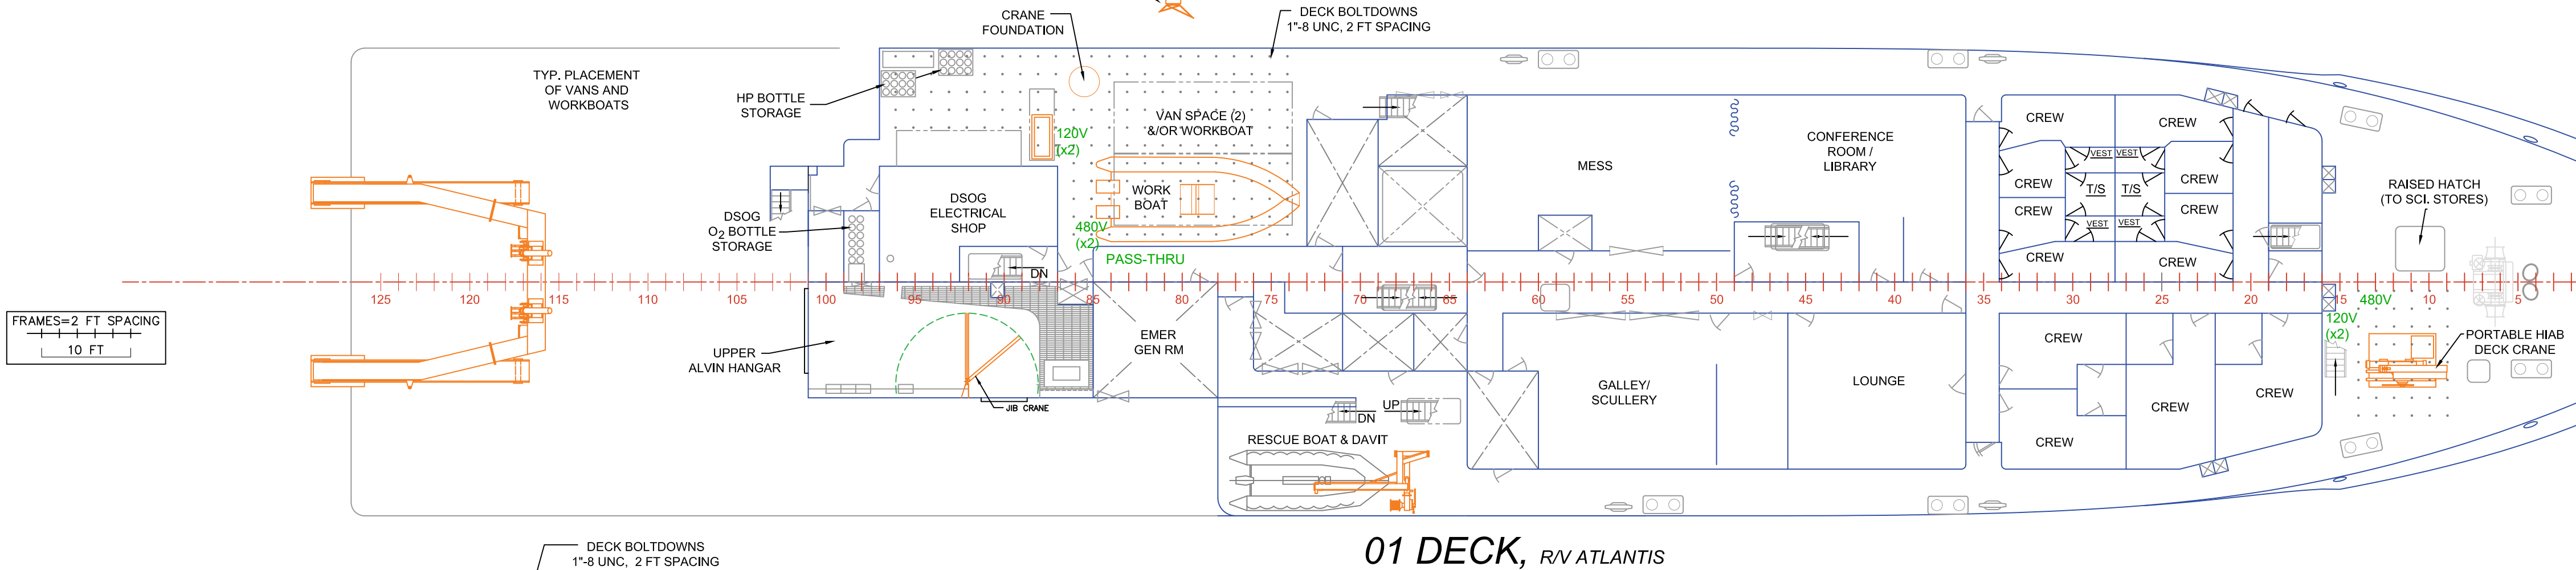 CRANE
FOUNDATION
DECK BOLTDOWNS
1"-8 UNC, 2 FT SPACING
TYP. PLACEMENT
OF VANS AND
WORKBOATS
HP BOTTLE
STORAGE
120V
(x2)
VAN SPACE (2)
&/OR WORKBOAT
MESS
CONFERENCE
ROOM /
LIBRARY
CREW
CREW
VEST
VEST
CREW
T/S
T/S
CREW
CREW
VEST
VEST
CREW
CREW
CREW
RAISED HATCH
(TO SCI. STORES)
DSOG
O2 BOTTLE
STORAGE
DSOG
ELECTRICAL
SHOP
WORK
BOAT
480V
(x2)
PASS-THRU
DN
125 120 115 110 105 100 95 90 85 80 75 70 65 60 55 50 45 40 35 30 25 20 15 10 5
480V
120V
(x2)
FRAMES=2 FT SPACING
10 FT
UPPER
ALVIN HANGAR
JIB CRANE
EMER
GEN RM
DN
UP
RESCUE BOAT & DAVIT
GALLEY/
SCULLERY
LOUNGE
CREW
CREW
CREW
CREW
PORTABLE HIAB
DECK CRANE
DECK BOLTDOWNS
1"-8 UNC, 2 FT SPACING
01 DECK, R/V ATLANTIS